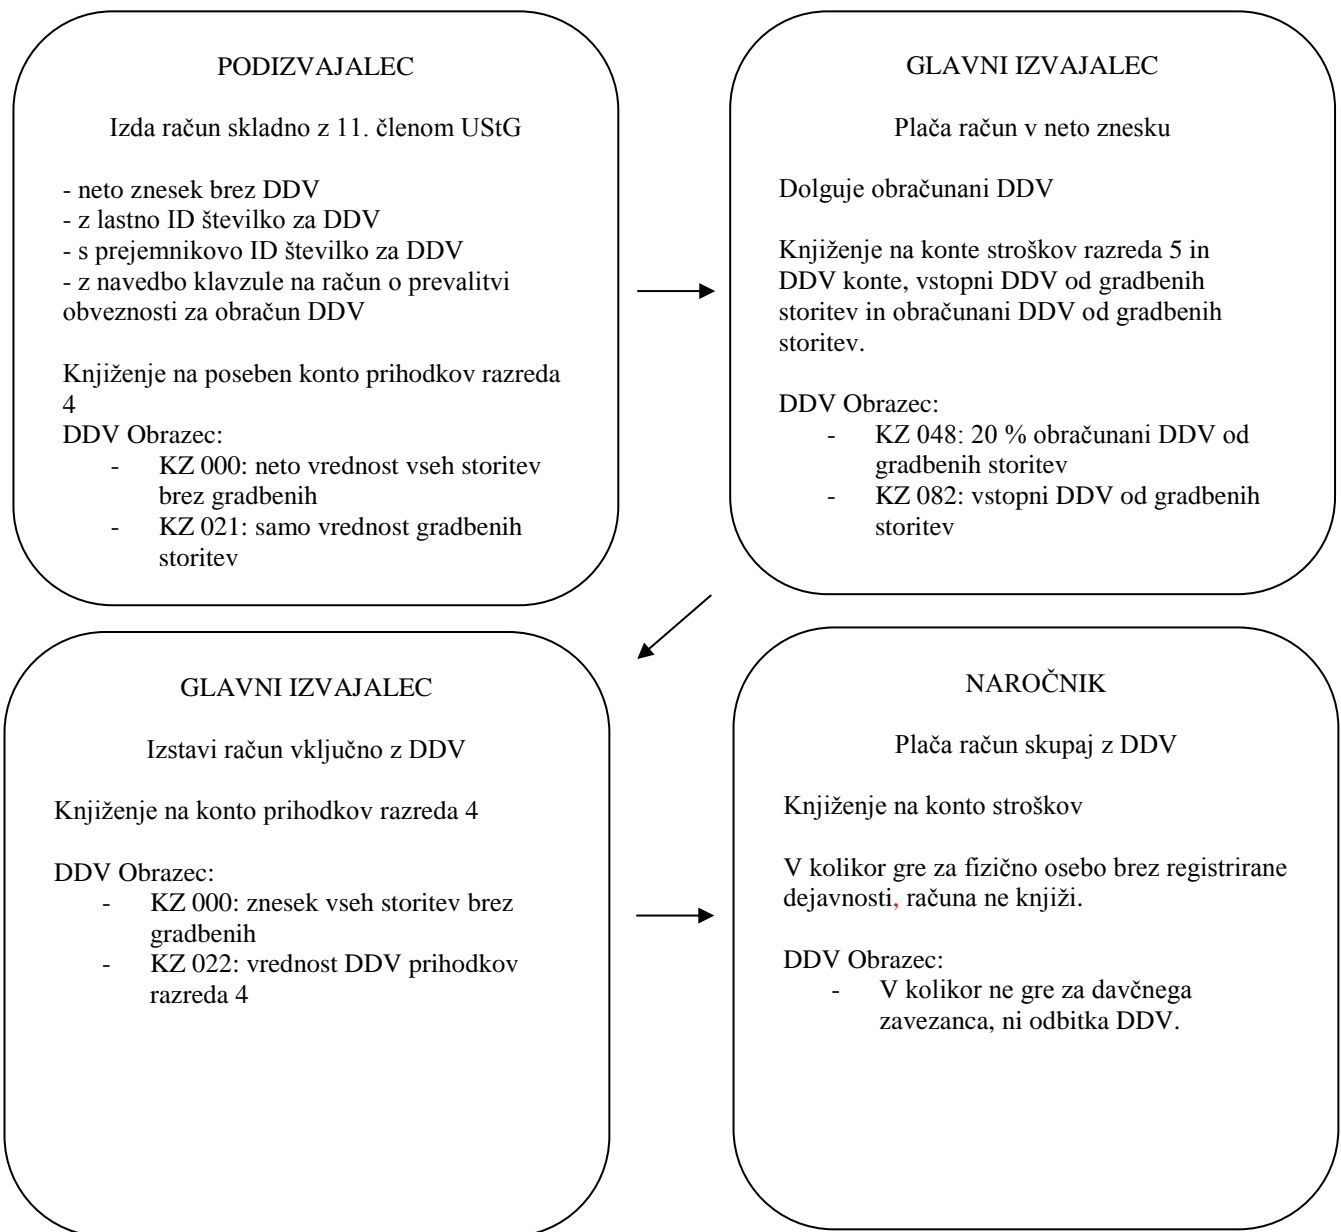 PODIZVAJALEC
Izda račun skladno z 11. členom UStG
- neto znesek brez DDV
- z lastno ID številko za DDV
- s prejemnikovo ID številko za DDV
- z navedbo klavzule na račun o prevalitvi
obveznosti za obračun DDV
Knjiženje na poseben konto prihodkov razreda
4
DDV Obrazec:
- KZ 000: neto vrednost vseh storitev
brez gradbenih
- KZ 021: samo vrednost gradbenih
storitev
GLAVNI IZVAJALEC
Plača račun v neto znesku
Dolguje obračunani DDV
Knjiženje na konte stroškov razreda 5 in
DDV konte, vstopni DDV od gradbenih
storitev in obračunani DDV od gradbenih
storitev.
DDV Obrazec:
- KZ 048: 20 % obračunani DDV od
gradbenih storitev
- KZ 082: vstopni DDV od gradbenih
storitev
GLAVNI IZVAJALEC
Izstavi račun vključno z DDV
Knjiženje na konto prihodkov razreda 4
DDV Obrazec:
- KZ 000: znesek vseh storitev brez
gradbenih
- KZ 022: vrednost DDV prihodkov
razreda 4
NAROČNIK
Plača račun skupaj z DDV
Knjiženje na konto stroškov
V kolikor gre za fizično osebo brez registrirane
dejavnosti, računa ne knjiži.
DDV Obrazec:
- V kolikor ne gre za davčnega
zavezanca, ni odbitka DDV.